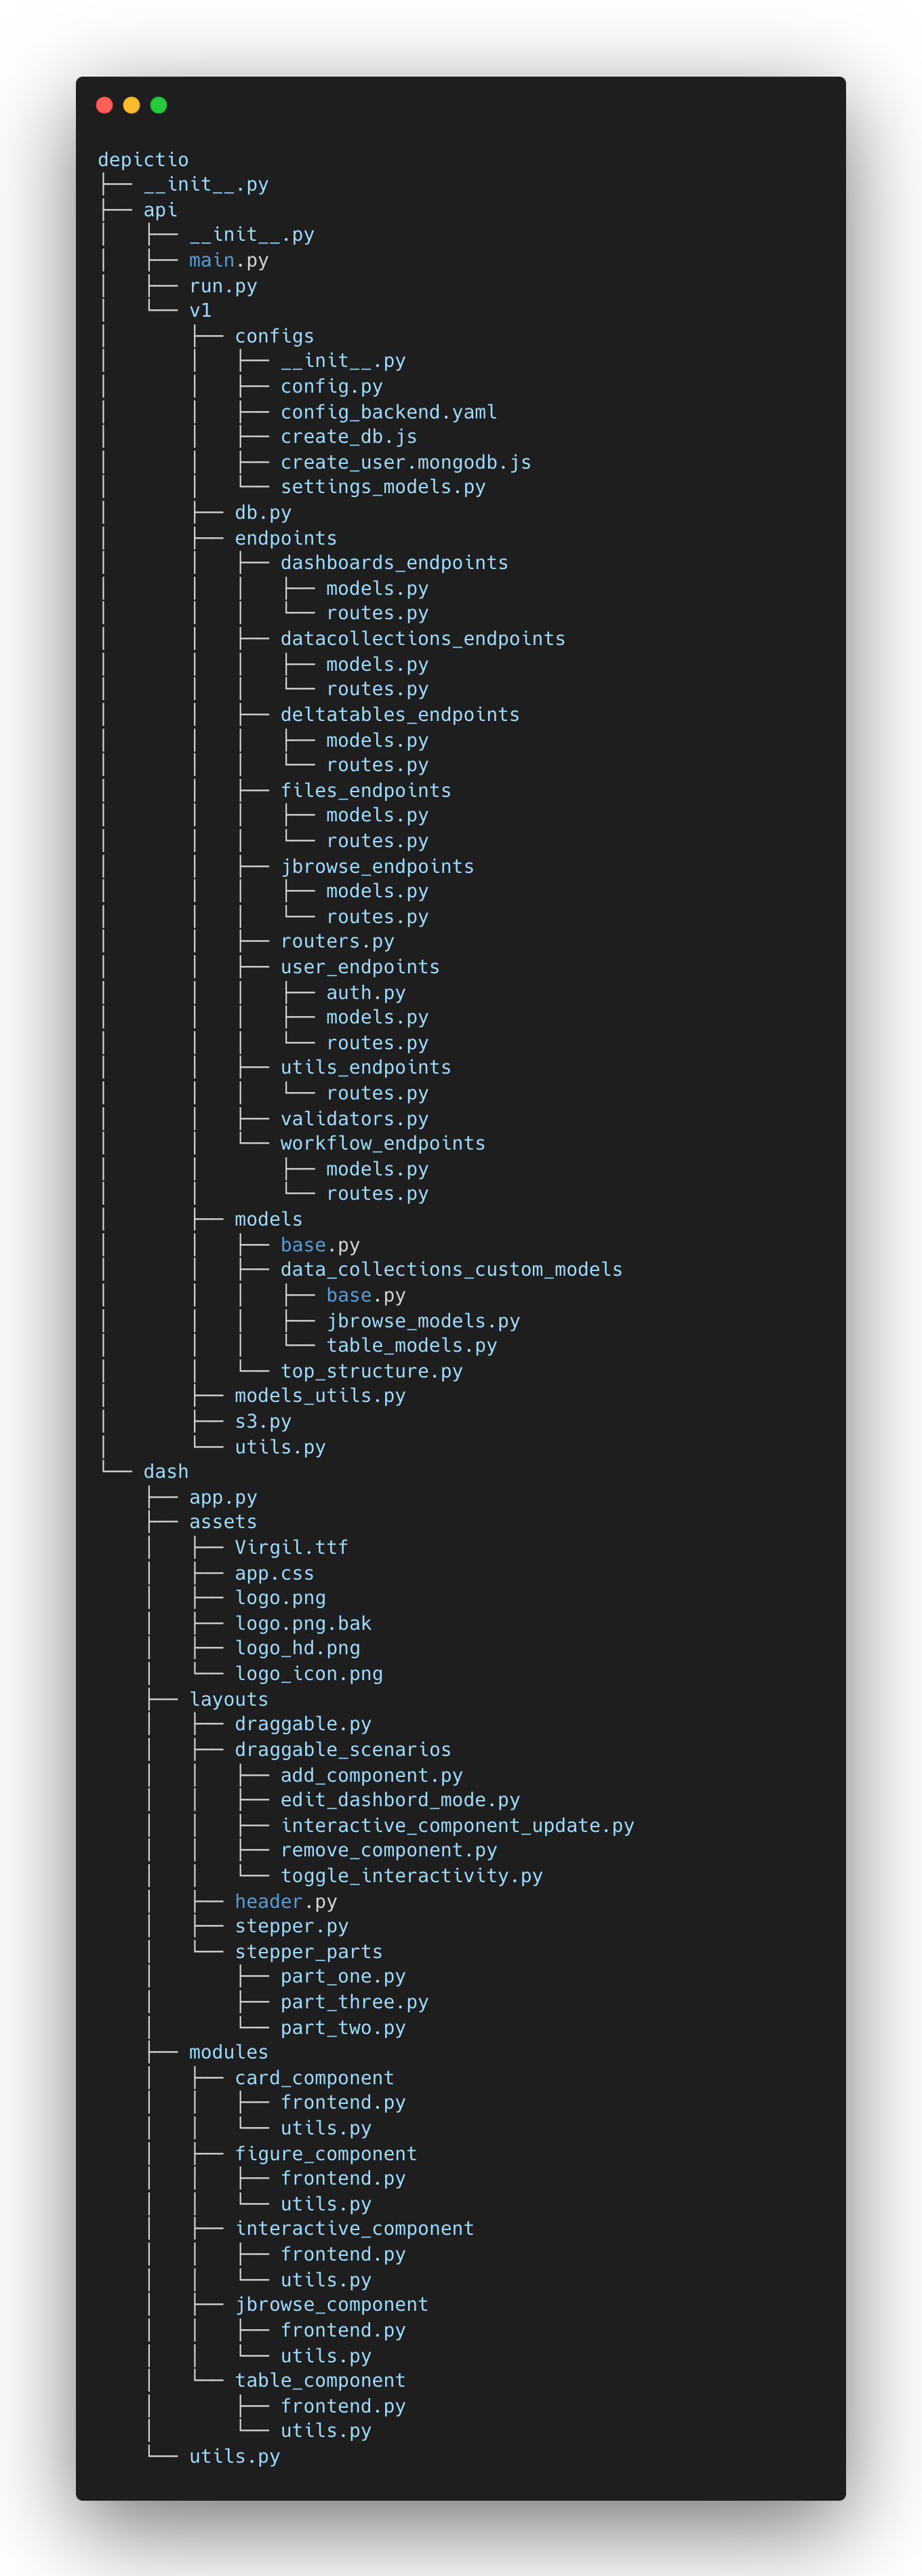 depictio
├── __init__.py
├── api
│   ├── __init__.py
│   ├── main.py
│   ├── run.py
│   └── v1
│       ├── configs
│       │   ├── __init__.py
│       │   ├── config.py
│       │   ├── config_backend.yaml
│       │   ├── create_db.js
│       │   ├── create_user.mongodb.js
│       │   └── settings_models.py
│       ├── db.py
│       ├── endpoints
│       │   ├── dashboards_endpoints
│       │   │   ├── models.py
│       │   │   └── routes.py
│       │   ├── datacollections_endpoints
│       │   │   ├── models.py
│       │   │   └── routes.py
│       │   ├── deltatables_endpoints
│       │   │   ├── models.py
│       │   │   └── routes.py
│       │   ├── files_endpoints
│       │   │   ├── models.py
│       │   │   └── routes.py
│       │   ├── jbrowse_endpoints
│       │   │   ├── models.py
│       │   │   └── routes.py
│       │   ├── routers.py
│       │   ├── user_endpoints
│       │   │   ├── auth.py
│       │   │   ├── models.py
│       │   │   └── routes.py
│       │   ├── utils_endpoints
│       │   │   └── routes.py
│       │   ├── validators.py
│       │   └── workflow_endpoints
│       │       ├── models.py
│       │       └── routes.py
│       ├── models
│       │   ├── base.py
│       │   ├── data_collections_custom_models
│       │   │   ├── base.py
│       │   │   ├── jbrowse_models.py
│       │   │   └── table_models.py
│       │   └── top_structure.py
│       ├── models_utils.py
│       ├── s3.py
│       └── utils.py
└── dash
    ├── app.py
    ├── assets
    │   ├── Virgil.ttf
    │   ├── app.css
    │   ├── logo.png
    │   ├── logo.png.bak
    │   ├── logo_hd.png
    │   └── logo_icon.png
    ├── layouts
    │   ├── draggable.py
    │   ├── draggable_scenarios
    │   │   ├── add_component.py
    │   │   ├── edit_dashbord_mode.py
    │   │   ├── interactive_component_update.py
    │   │   ├── remove_component.py
    │   │   └── toggle_interactivity.py
    │   ├── header.py
    │   ├── stepper.py
    │   └── stepper_parts
    │       ├── part_one.py
    │       ├── part_three.py
    │       └── part_two.py
    ├── modules
    │   ├── card_component
    │   │   ├── frontend.py
    │   │   └── utils.py
    │   ├── figure_component
    │   │   ├── frontend.py
    │   │   └── utils.py
    │   ├── interactive_component
    │   │   ├── frontend.py
    │   │   └── utils.py
    │   ├── jbrowse_component
    │   │   ├── frontend.py
    │   │   └── utils.py
    │   └── table_component
    │       ├── frontend.py
    │       └── utils.py
    └── utils.py